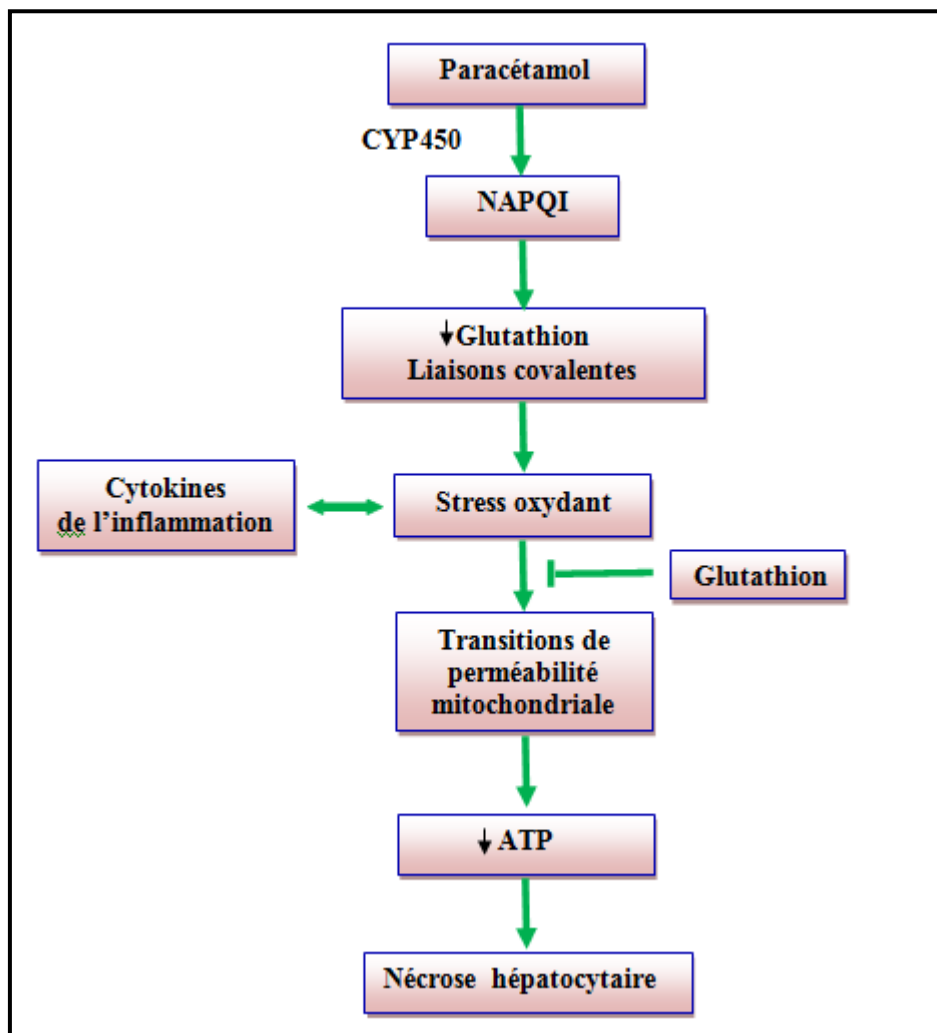 Paracétamol
CYP450
NAPQI
↓Glutathion
Liaisons covalentes
Cytokines
de l’inflammation
Stress oxydant
Glutathion
Transitions de
perméabilité
mitochondriale
↓ ATP
Nécrose hépatocytaire